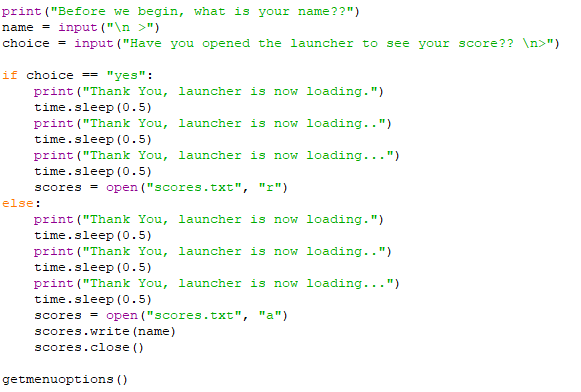 print("Before we begin, what is your name??")
name = input("\n >")
choice = input("Have you opened the launcher to see your score?? \n>")

if choice == "yes":
    print("Thank You, launcher is now loading.")
    time.sleep(0.5)
    print("Thank You, launcher is now loading..")
    time.sleep(0.5)
    print("Thank You, launcher is now loading...")
    time.sleep(0.5)
    scores = open("scores.txt", "r")
else:
    print("Thank You, launcher is now loading.")
    time.sleep(0.5)
    print("Thank You, launcher is now loading..")
    time.sleep(0.5)
    print("Thank You, launcher is now loading...")
    time.sleep(0.5)
    scores = open("scores.txt", "a")
    scores.write(name)
    scores.close()

getmenuoptions()